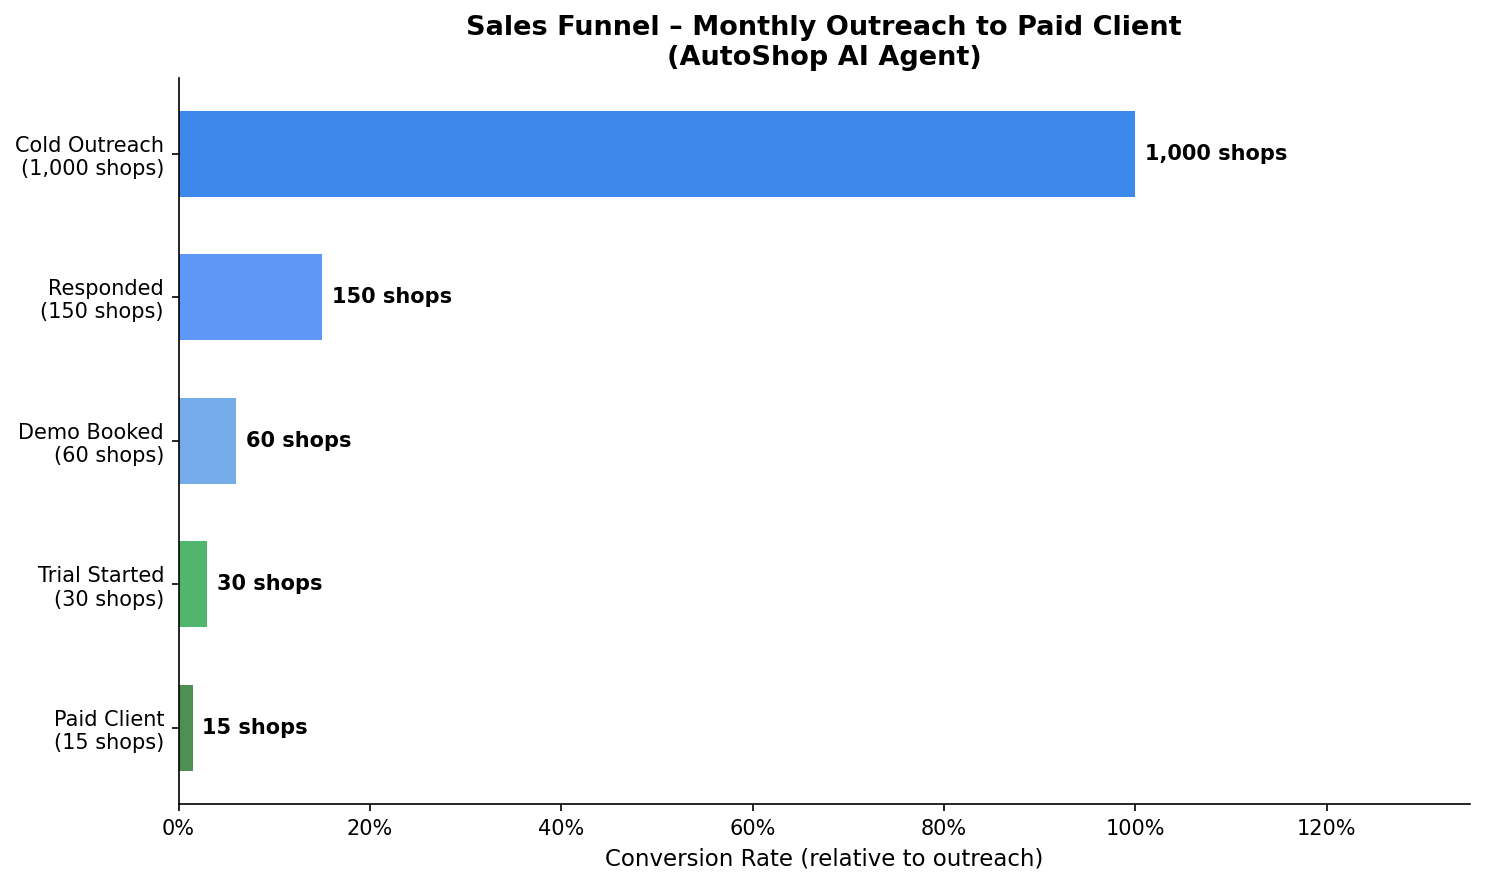 Sales Funnel – Monthly Outreach to Paid Client
(AutoShop AI Agent)
Cold Outreach
(1,000 shops)
1,000 shops
Responded
(150 shops)
150 shops
Demo Booked
(60 shops)
60 shops
Trial Started
(30 shops)
30 shops
Paid Client
(15 shops)
15 shops
0% 20% 40% 60% 80% 100% 120%
Conversion Rate (relative to outreach)